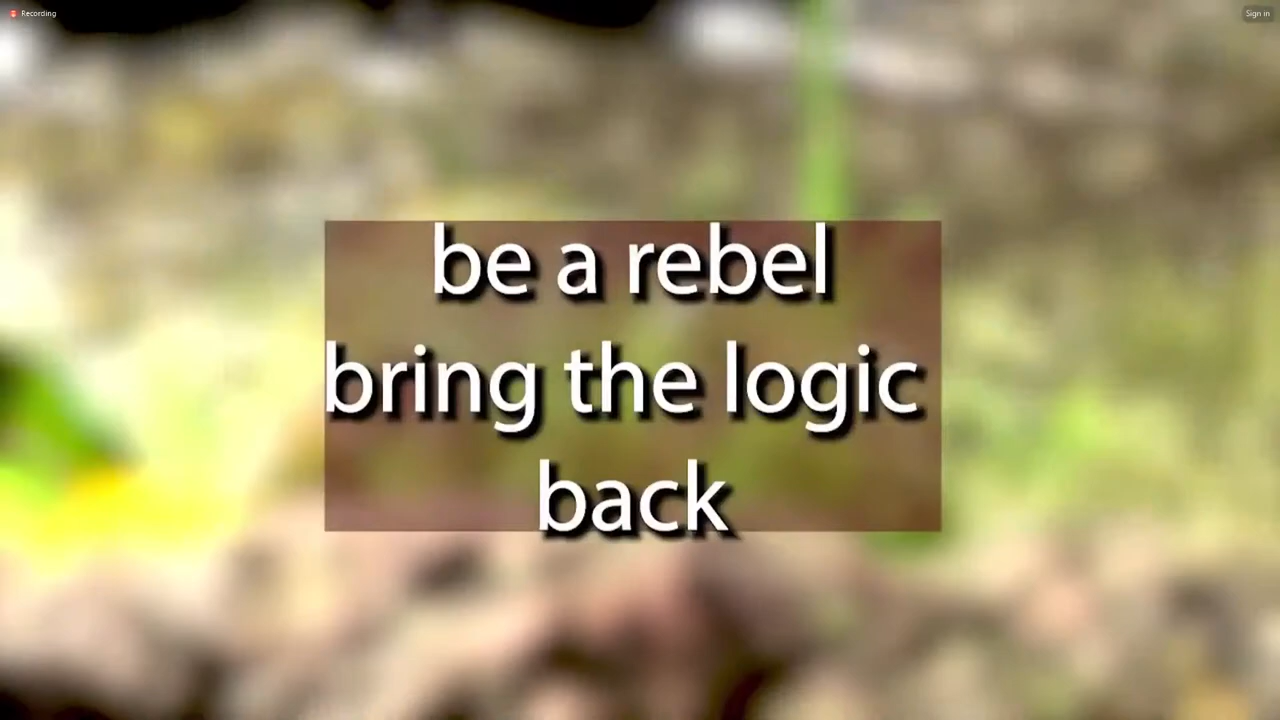 Recording
Sign in
be a rebel
bring the logic
back